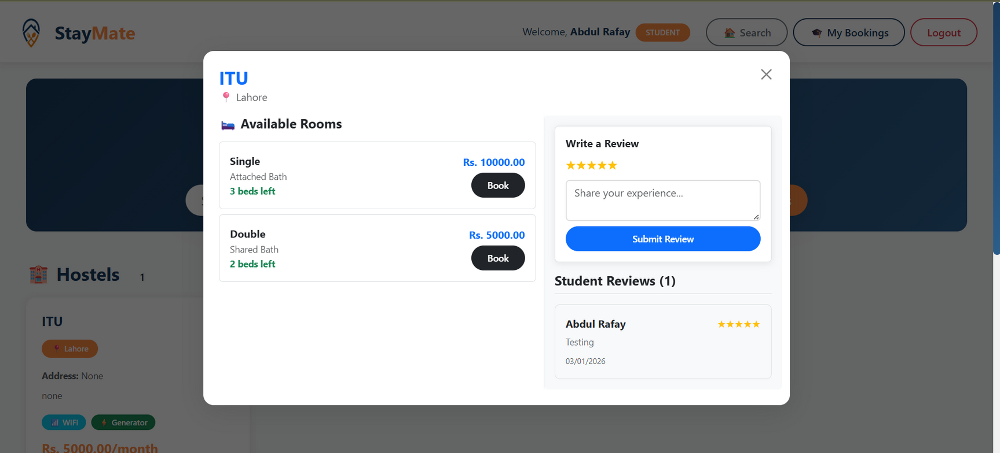 StayMate
Welcome, Abdul Rafay
STUDENT
Search
My Bookings
Logout
ITU
Lahore
Available Rooms
Single
Rs. 10000.00
Attached Bath
3 beds left
Book
Double
Rs. 5000.00
Shared Bath
2 beds left
Book
Write a Review
Share your experience...
Submit Review
Student Reviews (1)
Abdul Rafay
Testing
03/01/2026
Hostels 1
ITU
Lahore
Address: None
none
WiFi
Generator
Rs. 5000.00/month